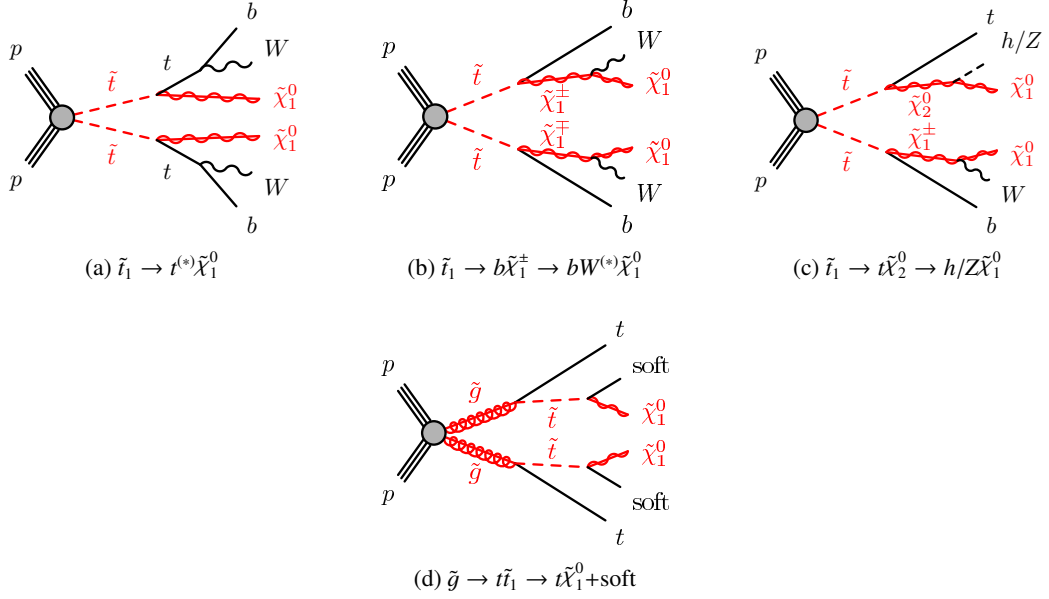 p
p
t̃
t̃
t
t
b
W
χ̃₁⁰
χ̃₁⁰
W
b
(a) t̃₁ → t⁽*⁾χ̃₁⁰
p
p
t̃
t̃
χ̃₁±
χ̃₁∓
b
W
χ̃₁⁰
χ̃₁⁰
W
b
(b) t̃₁ → bχ̃₁± → bW⁽*⁾χ̃₁⁰
p
p
t̃
t̃
χ̃₂⁰
χ̃₁±
t
h/Z
χ̃₁⁰
χ̃₁⁰
W
b
(c) t̃₁ → tχ̃₂⁰ → h/Zχ̃₁⁰
p
p
g̃
g̃
t̃
t̃
t
soft
χ̃₁⁰
χ̃₁⁰
soft
t
(d) g̃ → tt̃₁ → tχ̃₁⁰+soft